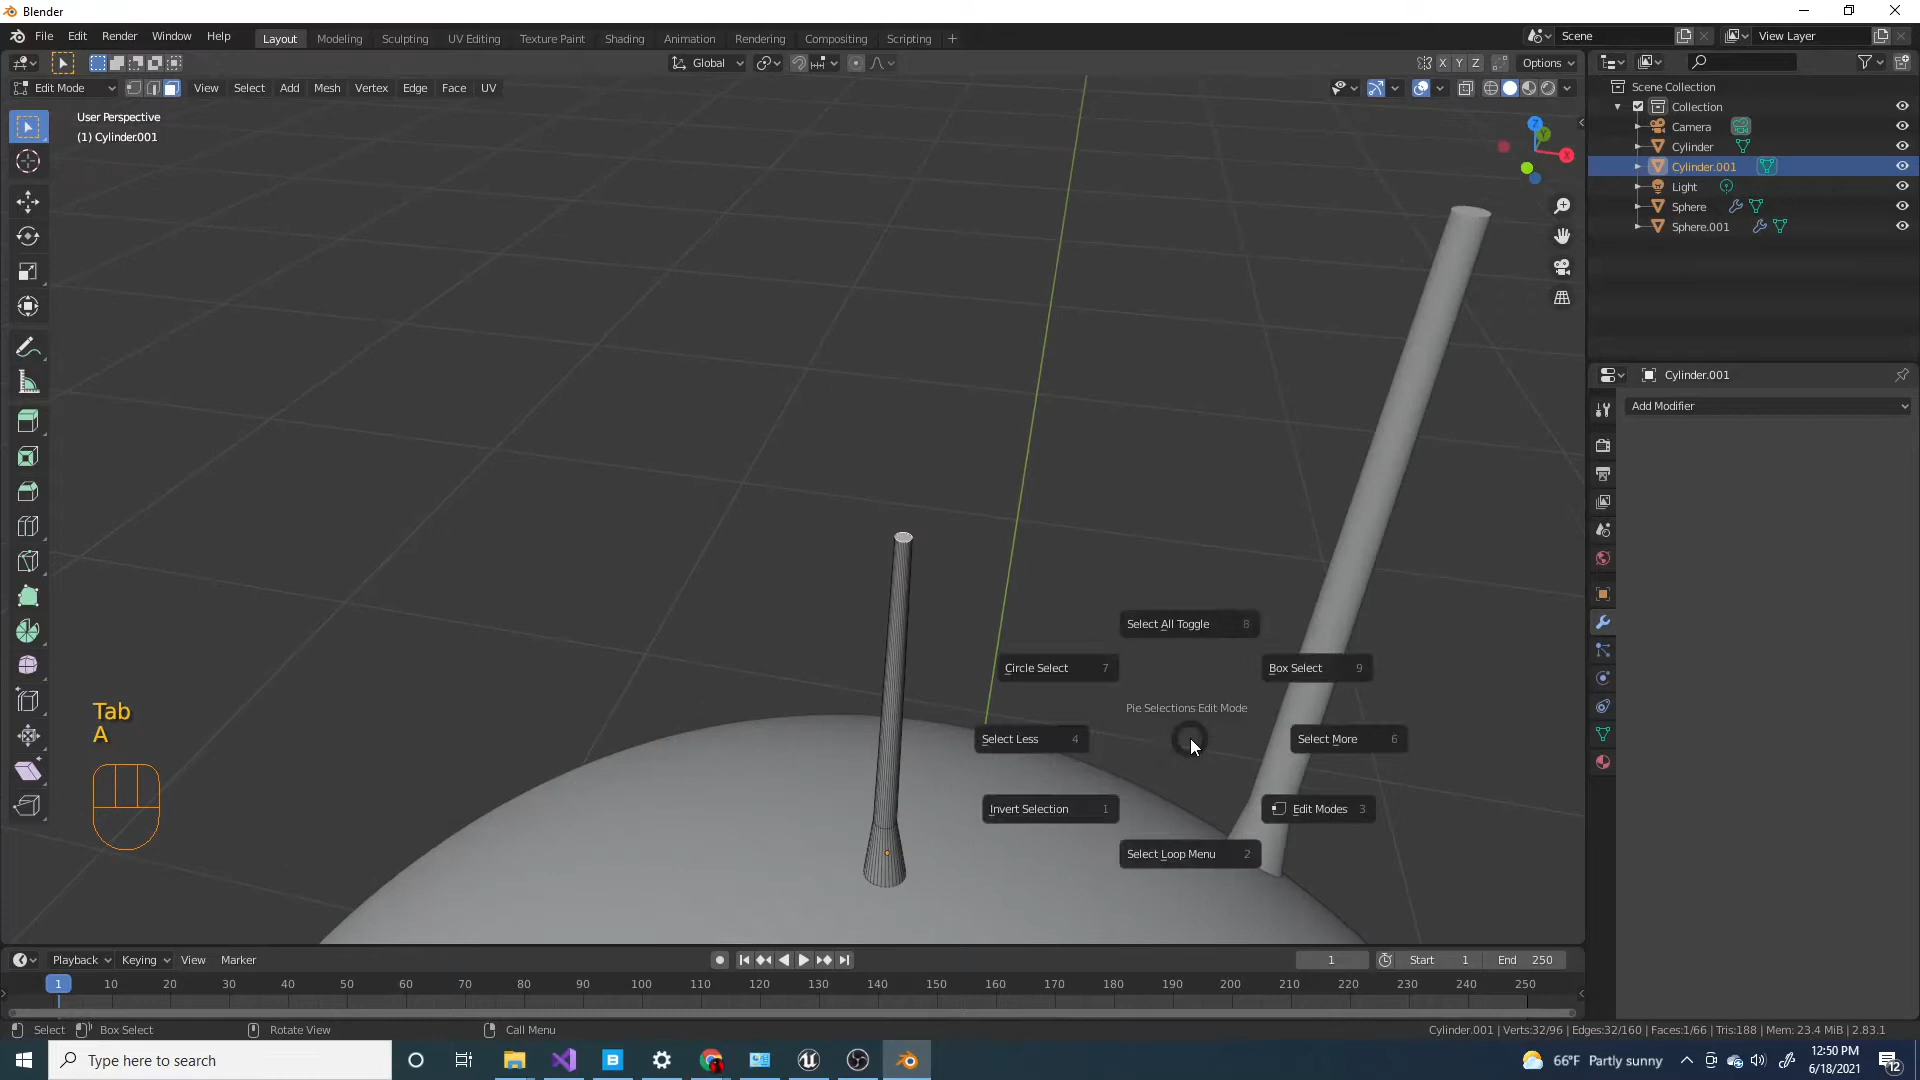 Blender
File Edit Render Window Help Layout Modeling Sculpting UV Editing Texture Paint Shading Animation Rendering Compositing Scripting + Scene View Layer
Global X Y Z Options
Edit Mode View Select Add Mesh Vertex Edge Face UV
User Perspective
(1) Cylinder.001
Z Y X
Scene Collection
Collection
Camera
Cylinder
Cylinder.001
Light
Sphere
Sphere.001
Cylinder.001
Add Modifier
Select All Toggle 8
Circle Select 7
Box Select 9
Pie Selections Edit Mode
Select Less 4
Select More 6
Invert Selection 1
Edit Modes 3
Select Loop Menu 2
Tab
A
Playback Keying View Marker 1 Start 1 End 250
1 10 20 30 40 50 60 70 80 90 100 110 120 130 140 150 160 170 180 190 200 210 220 230 240 250
Select Box Select Rotate View Call Menu Cylinder.001 | Verts:32/96 | Edges:32/160 | Faces:1/66 | Tris:188 | Mem: 23.4 MiB | 2.83.1
Type here to search 66°F Partly sunny 12:50 PM
6/18/2021 12